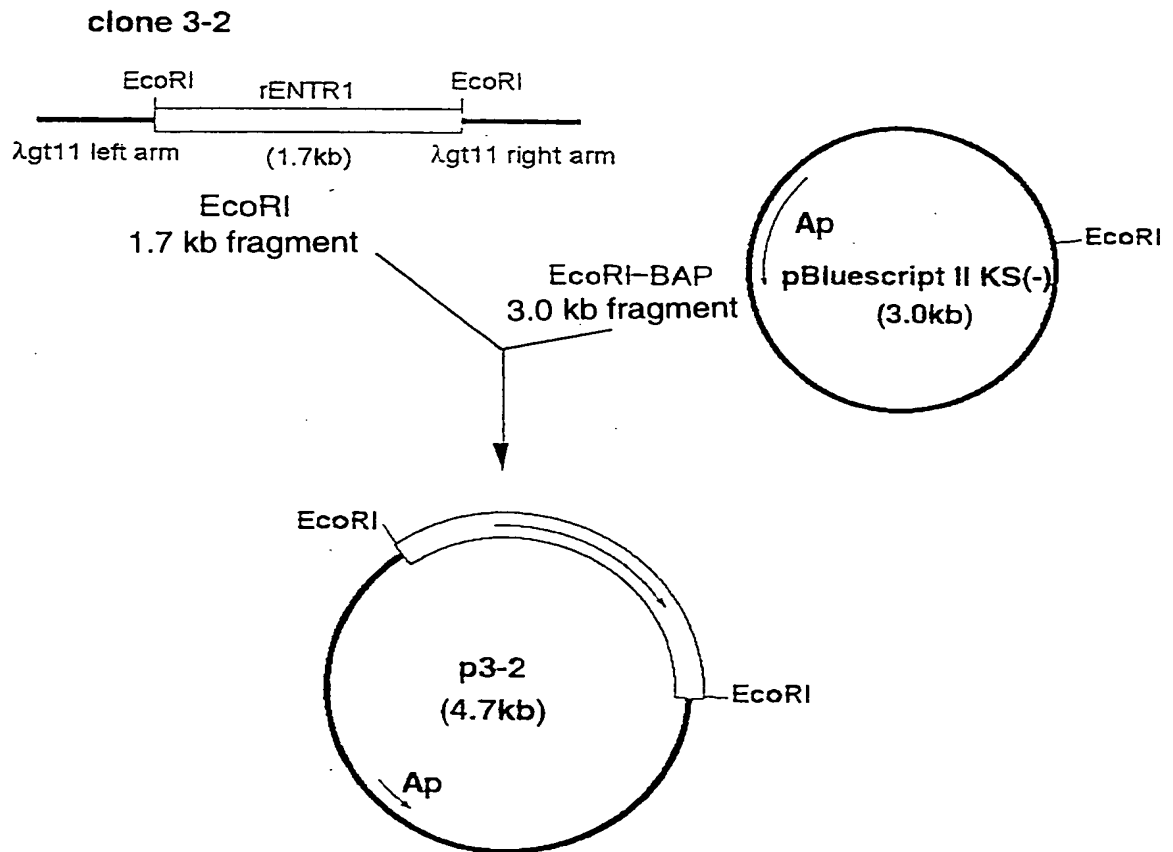 clone 3-2
EcoRI
rENTR1
EcoRI
λgt11 left arm
(1.7kb)
λgt11 right arm
EcoRI
1.7 kb fragment
EcoRI-BAP
3.0 kb fragment
Ap
EcoRI
pBluescript II KS(-)
(3.0kb)
EcoRI
p3-2
(4.7kb)
EcoRI
Ap